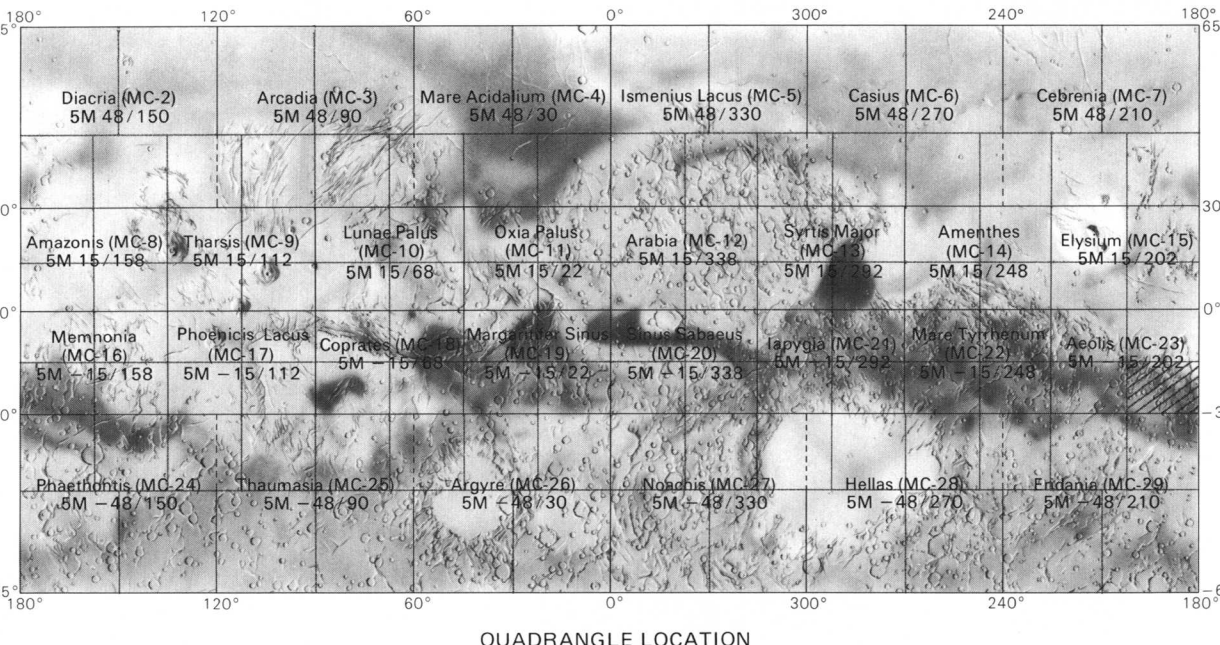 180° 120° 60° 0° 300° 240° 180°
5° 65
Diacria (MC-2) Arcadia (MC-3) Mare Acidalium (MC-4) Ismenius Lacus (MC-5) Casius (MC-6) Cebrenia (MC-7)
5M 48/150 5M 48/90 5M 48/30 5M 48/330 5M 48/270 5M 48/210
0° 30
Amazonis (MC-8) Tharsis (MC-9) Lunae Palus Oxia Palus Arabia (MC-12) Syrtis Major Amenthes Elysium (MC-15)
(MC-10) (MC-11) (MC-13) (MC-14)
5M 15/158 5M 15/112 5M 15/68 5M 15/22 5M 15/338 5M 15/292 5M 15/248 5M 15/202
0° 0°
Memnonia Phoenicis Lacus Coprates (MC-18) Margaritifer Sinus Sinus Sabaeus Iapygia (MC-21) Mare Tyrrhenum Aeolis (MC-23)
(MC-16) (MC-17) (MC-19) (MC-20) (MC-22)
5M –15/158 5M –15/112 5M –15/68 5M –15/22 5M –15/338 5M –15/292 5M –15/248 5M –15/202
0° –3
Phaethontis (MC-24) Thaumasia (MC-25) Argyre (MC-26) Noachis (MC-27) Hellas (MC-28) Eridania (MC-29)
5M –48/150 5M –48/90 5M –48/30 5M –48/330 5M –48/270 5M –48/210
5° –6
180° 120° 60° 0° 300° 240° 180°
QUADRANGLE LOCATION